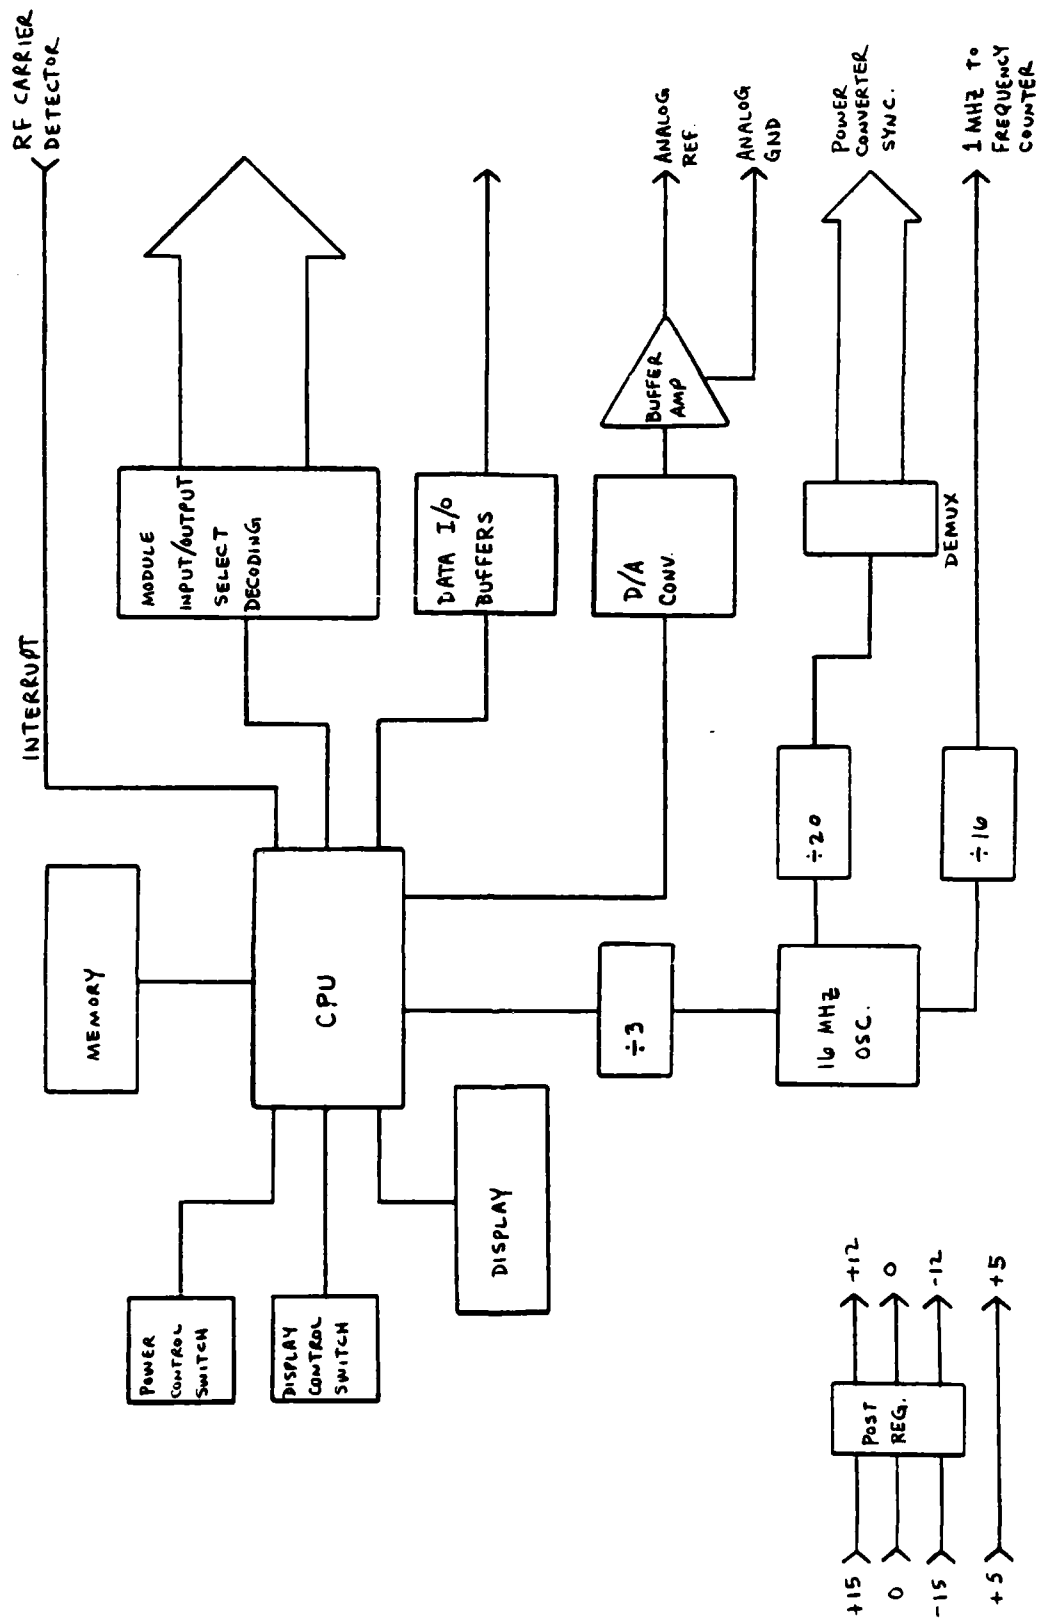 RF CARRIER
DETECTOR
INTERRUPT
MEMORY
MODULE
INPUT/OUTPUT
SELECT
DECODING
POWER
CONTROL
SWITCH
DISPLAY
CONTROL
SWITCH
CPU
DATA I/O
BUFFERS
DISPLAY
÷3
D/A
CONV.
BUFFER
AMP
ANALOG
REF.
ANALOG
GND
16 MHZ
OSC.
÷20
DEMUX
POWER
CONVERTER
SYNC.
÷16
1 MHZ TO
FREQUENCY
COUNTER
+15
0
-15
+5
POST
REG.
+12
0
-12
+5